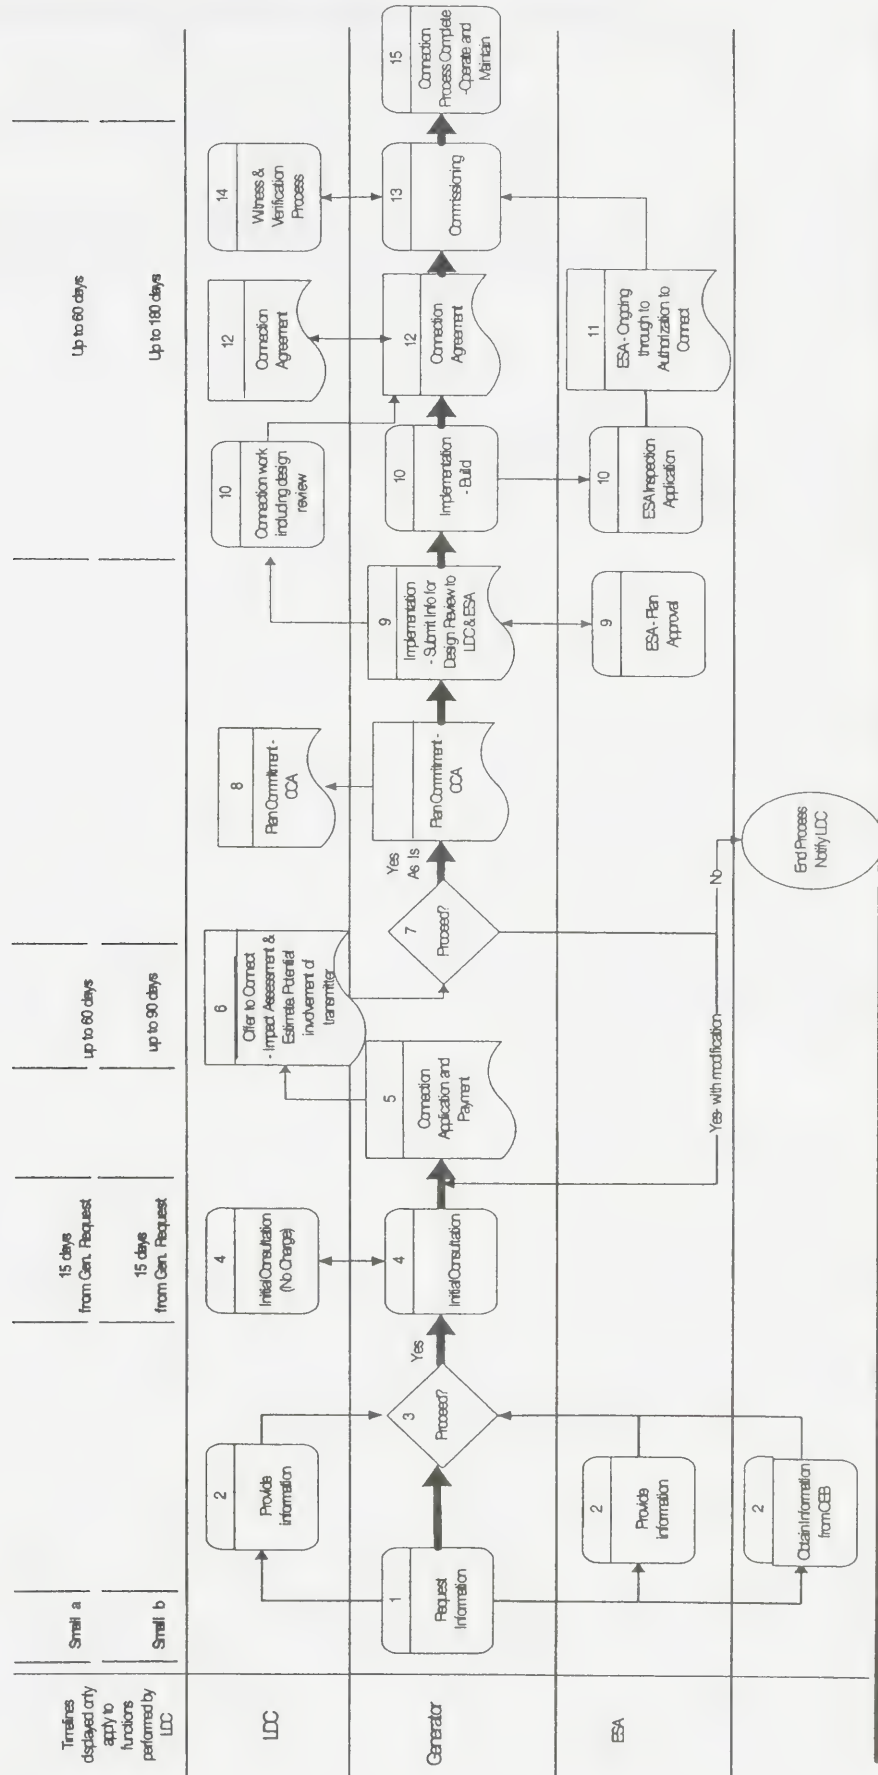 Timelines
displayed only
apply to
functions
performed by
LDC
Small a
Small b
15 days
from Gen. Request
15 days
from Gen. Request
up to 60 days
up to 90 days
Up to 60 days
Up to 180 days
LDC
2
Provide
information
4
Initial Consultation
(No Charge)
6
Offer to Connect
- Impact Assessment &
Estimate. Potential
involvement of
transmitter
8
Plan Commitment -
CCA
10
Connection work
including design
review
12
Connection
Agreement
14
Witness &
Verification
Process
Generator
1
Request
Information
3
Proceed?
Yes
4
Initial Consultation
5
Connection
Application and
Payment
7
Proceed?
Yes
As Is
Plan Commitment -
CCA
9
Implementation
- Submit Info for
Design Review to
LDC & ESA
10
Implementation
- Build
12
Connection
Agreement
13
Commissioning
15
Connection
Process Complete
-Operate and
Maintain
ESA
2
Provide
information
Yes- with modification
No
9
ESA - Plan
Approval
10
ESA Inspection
Application
11
ESA - Ongoing
through to
Authorization to
Connect
2
Obtain Information
from OEB
End Process
Notify LDC